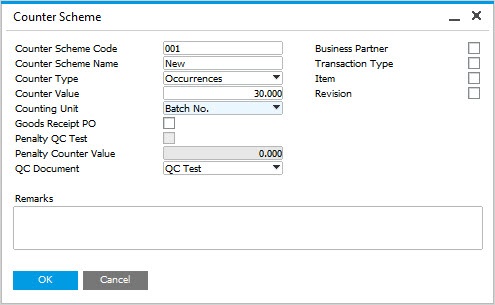 Counter Scheme
Counter Scheme Code 001 Business Partner
Counter Scheme Name New Transaction Type
Counter Type Occurrences Item
Counter Value 30.000 Revision
Counting Unit Batch No.
Goods Receipt PO
Penalty QC Test
Penalty Counter Value 0.000
QC Document QC Test
Remarks
OK Cancel